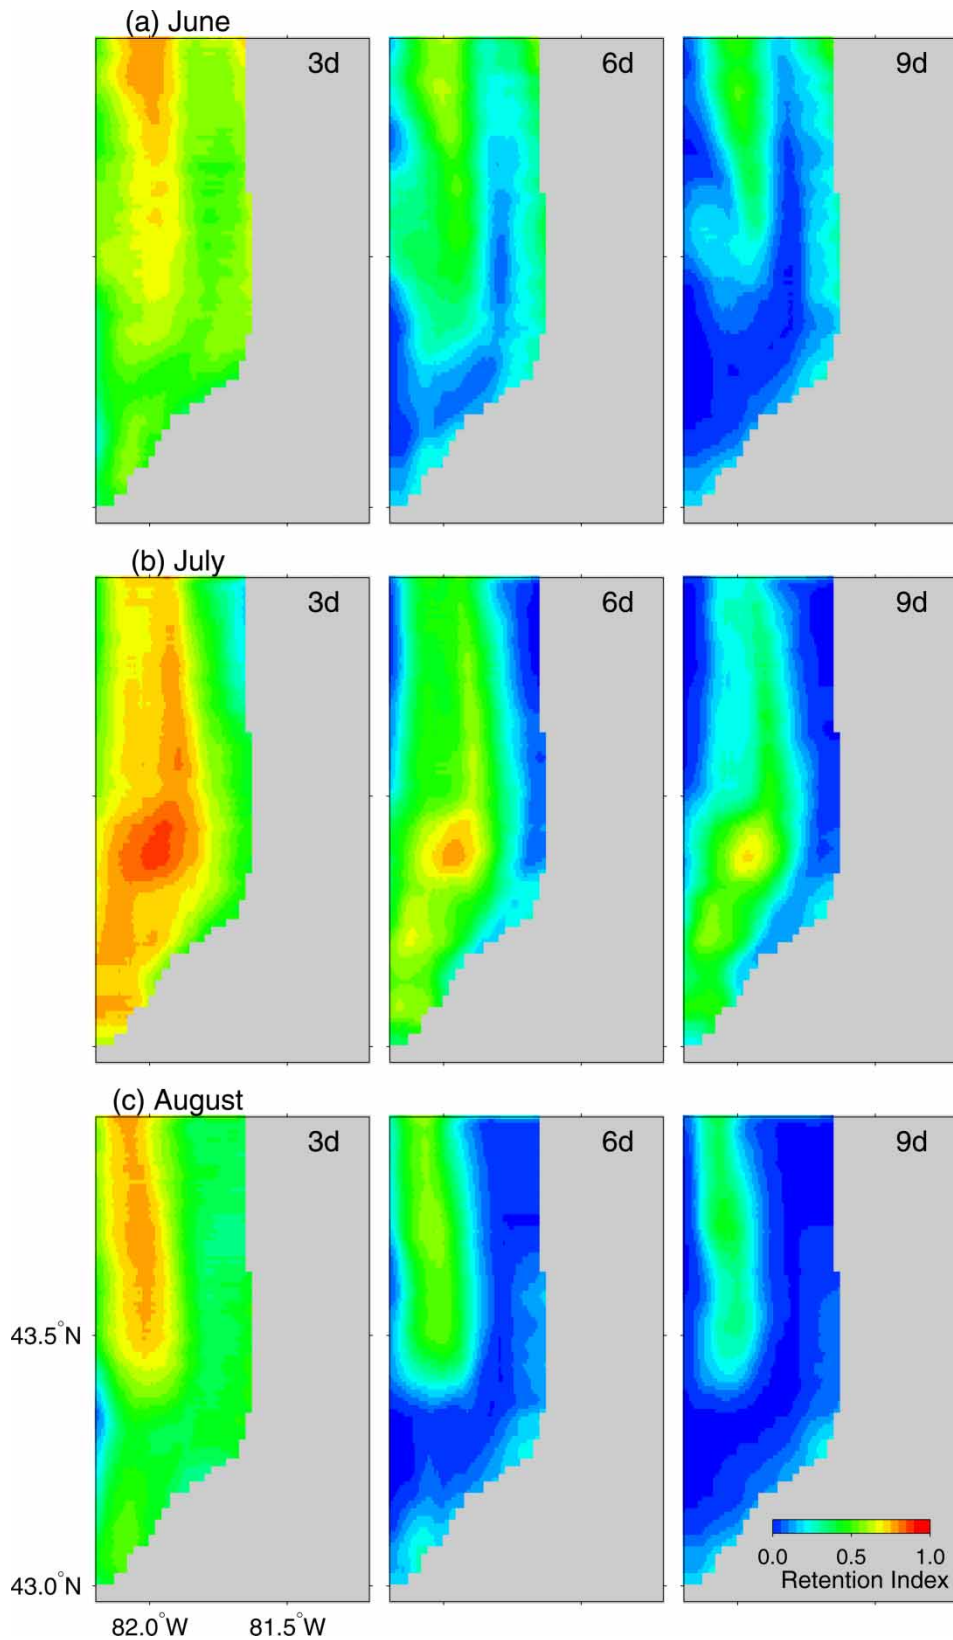 (a) June
3d
6d
9d
(b) July
3d
6d
9d
(c) August
3d
6d
9d
43.5°N
0.0 0.5 1.0
Retention Index
43.0°N
82.0°W 81.5°W